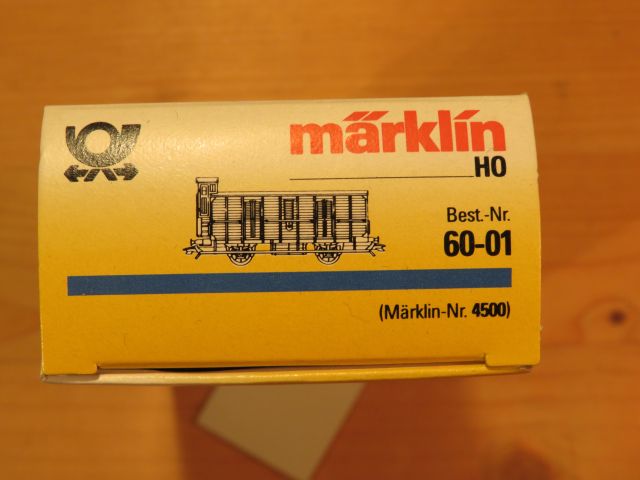 märklin
HO
Best.-Nr.
60-01
(Märklin-Nr. 4500)